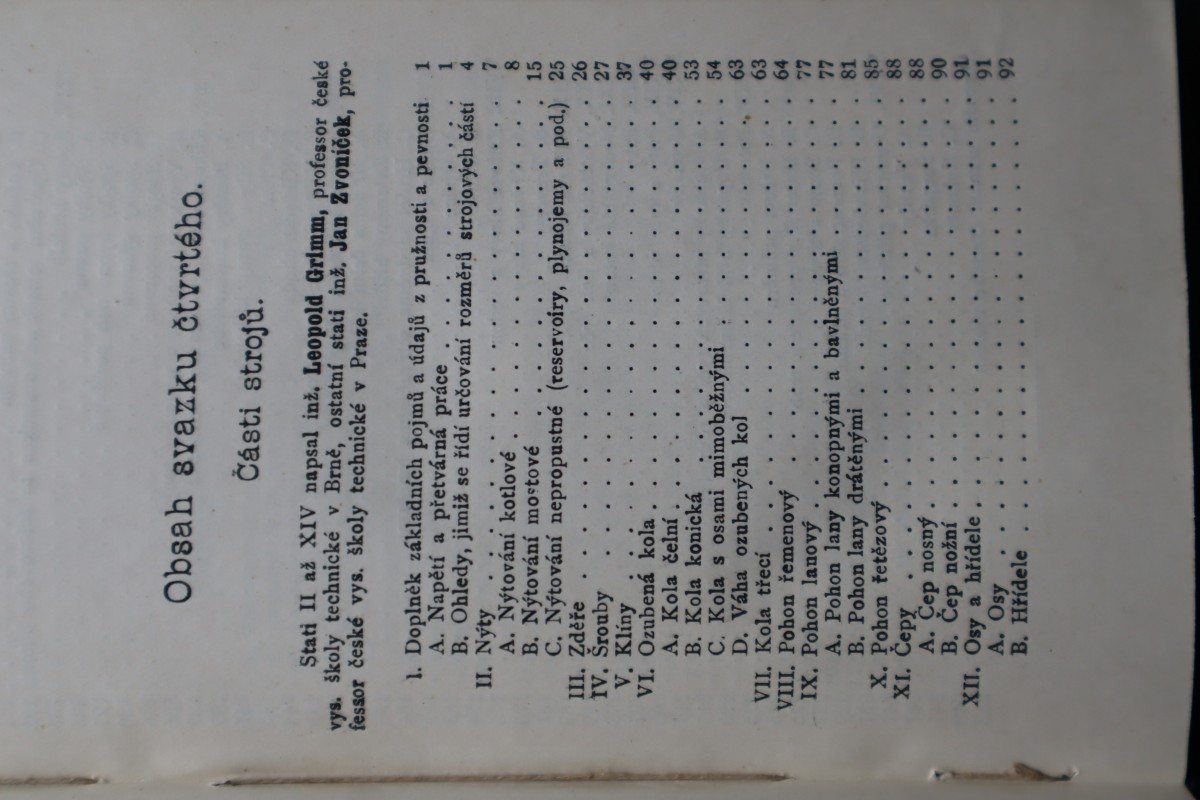 Obsah svazku čtvrtého.
Části strojů.
Stati II až XIV napsal inž. Leopold Grimm, professor české
vys. školy technické v Brně, ostatní stati inž. Jan Zvoníček, pro-
fessor české vys. školy technické v Praze.
I. Doplněk základních pojmů a údajů z pružnosti a pevnosti 1
A. Napětí a přetvárná práce . . . . . . . . . . 1
B. Ohledy, jimiž se řídí určování rozměrů strojových částí 4
II. Nýty . . . . . . . . . . . . . . . . 7
A. Nýtování kotlové . . . . . . . . . . . . . 8
B. Nýtování mostové . . . . . . . . . . . . . 15
C. Nýtování nepropustné (reservoiry, plynojemy a pod.) 25
III. Zděře . . . . . . . . . . . . . . . . 26
IV. Šrouby . . . . . . . . . . . . . . . . 27
V. Klíny . . . . . . . . . . . . . . . . 37
VI. Ozubená kola . . . . . . . . . . . . . . 40
A. Kola čelní . . . . . . . . . . . . . . . 40
B. Kola konická . . . . . . . . . . . . . . 53
C. Kola s osami mimoběžnými . . . . . . . . . 54
D. Váha ozubených kol . . . . . . . . . . . . 63
VII. Kola třecí . . . . . . . . . . . . . . . 63
VIII. Pohon řemenový . . . . . . . . . . . . . 64
IX. Pohon lanový . . . . . . . . . . . . . . 77
A. Pohon lany konopnými a bavlněnými . . . . . . 77
B. Pohon lany drátěnými . . . . . . . . . . . 81
X. Pohon řetězový . . . . . . . . . . . . . . 85
XI. Čepy . . . . . . . . . . . . . . . . 88
A. Čep nosný . . . . . . . . . . . . . . . 88
B. Čep nožní . . . . . . . . . . . . . . . 90
XII. Osy a hřídele . . . . . . . . . . . . . . 91
A. Osy . . . . . . . . . . . . . . . . . 91
B. Hřídele . . . . . . . . . . . . . . . . 92